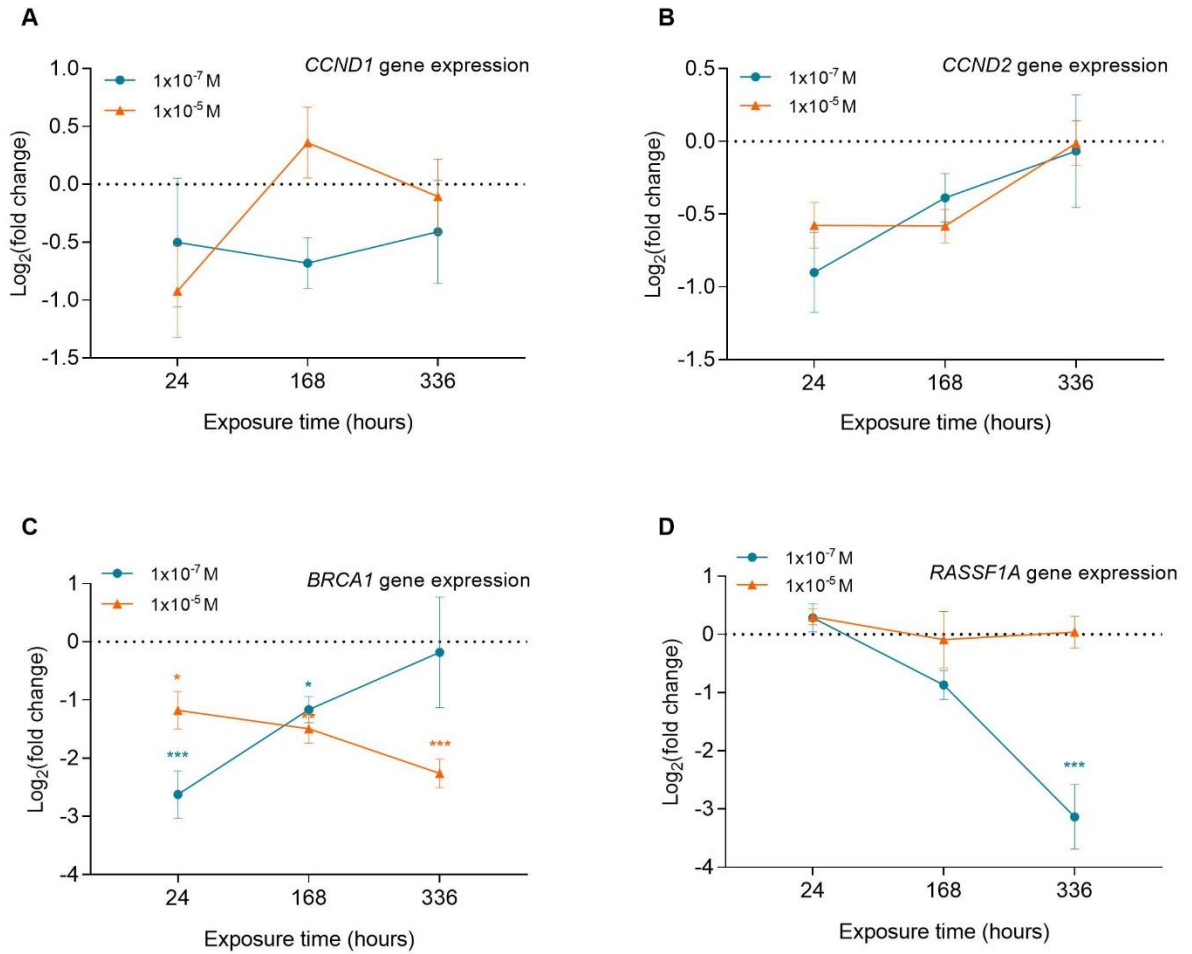 A
CCND1 gene expression
1x10⁻⁷ M
1x10⁻⁵ M
Log₂(fold change)
1.0
0.5
0.0
-0.5
-1.0
-1.5
24 168 336
Exposure time (hours)
B
CCND2 gene expression
1x10⁻⁷ M
1x10⁻⁵ M
Log₂(fold change)
0.5
0.0
-0.5
-1.0
-1.5
24 168 336
Exposure time (hours)
C
BRCA1 gene expression
1x10⁻⁷ M
1x10⁻⁵ M
Log₂(fold change)
1
0
-1
-2
-3
-4
*
***
*
**
***
24 168 336
Exposure time (hours)
D
RASSF1A gene expression
1x10⁻⁷ M
1x10⁻⁵ M
Log₂(fold change)
1
0
-1
-2
-3
-4
***
24 168 336
Exposure time (hours)